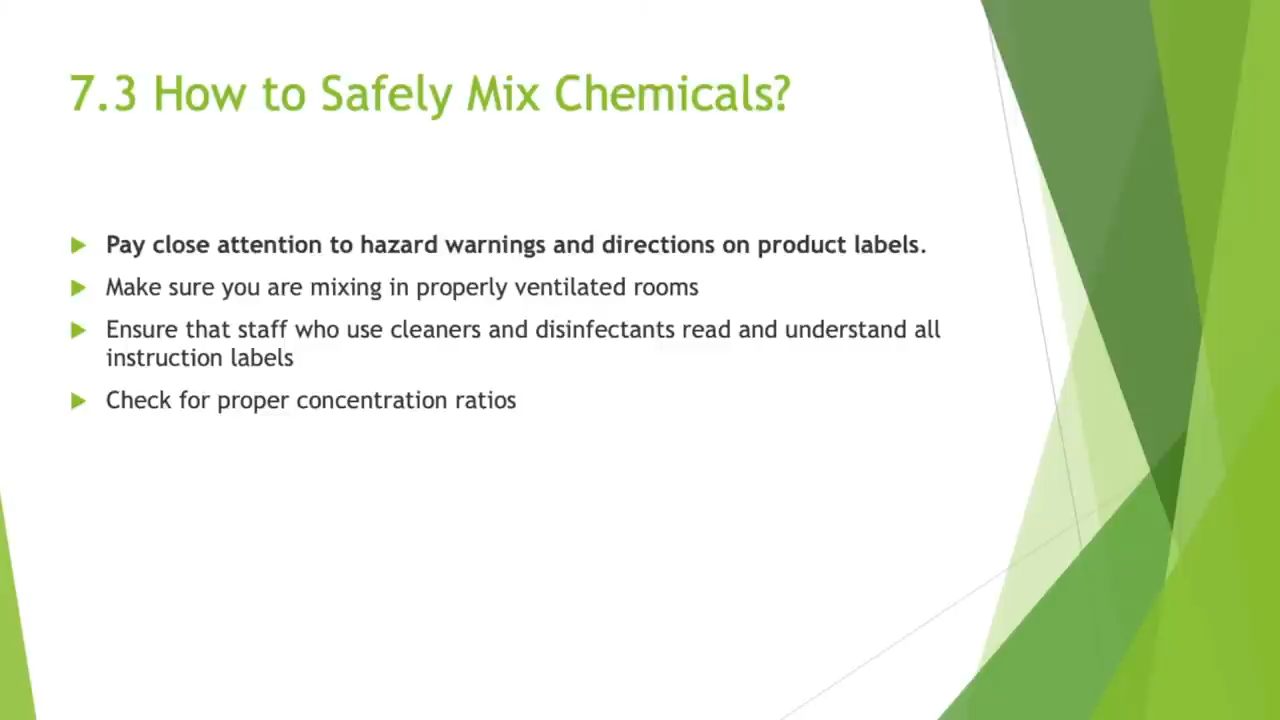 7.3 How to Safely Mix Chemicals?
Pay close attention to hazard warnings and directions on product labels.
Make sure you are mixing in properly ventilated rooms
Ensure that staff who use cleaners and disinfectants read and understand all
instruction labels
Check for proper concentration ratios